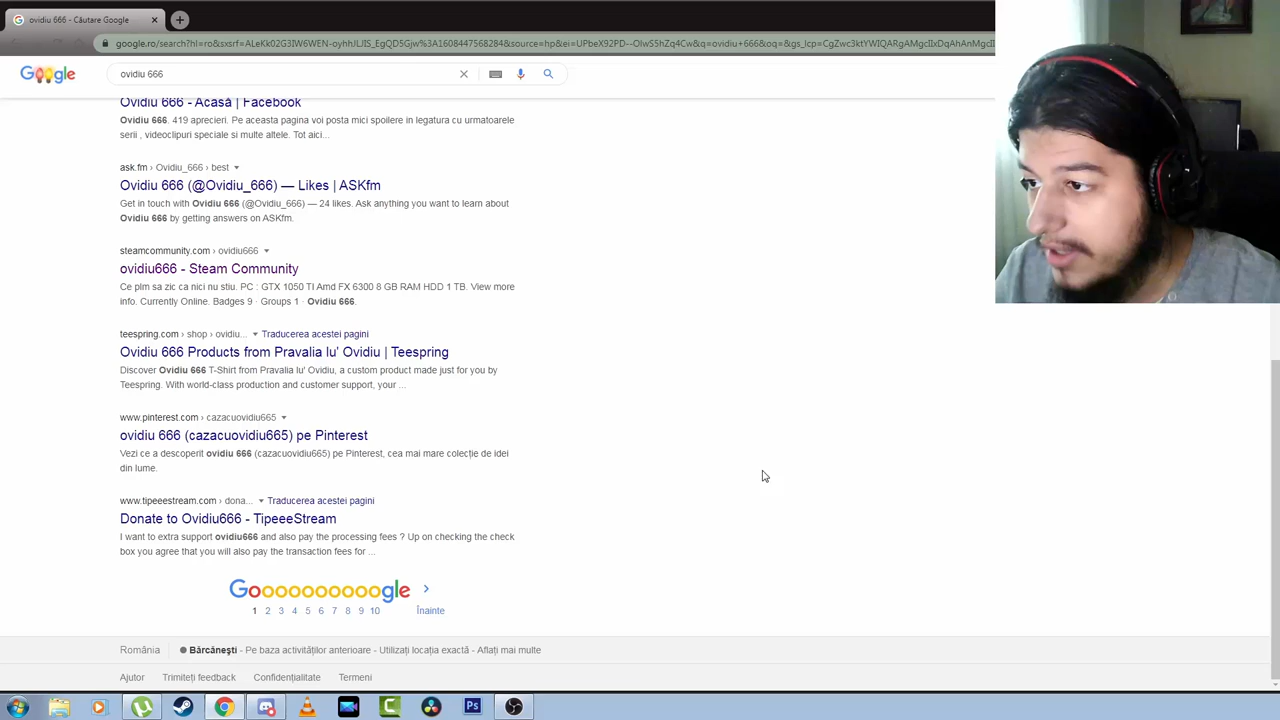 ovidiu 666 - Căutare Google
google.ro/search?hl=ro&sxsrf=ALeKk02G3IW6WEN-oyhhJLJIS_EgQD5Gjw%3A1608447568284&source=hp&ei=UPbeX92PD--OlwS5hZq4Cw&q=ovidiu+666&oq=&gs_lcp=CgZwc3ktYWIQARgAMgcIIxDqAhAnMgcII
Google
ovidiu 666
Ovidiu 666 - Acasă | Facebook
Ovidiu 666. 419 aprecieri. Pe aceasta pagina voi posta mici spoilere in legatura cu urmatoarele
serii , videoclipuri speciale si multe altele. Tot aici...
ask.fm › Ovidiu_666 › best
Ovidiu 666 (@Ovidiu_666) — Likes | ASKfm
Get in touch with Ovidiu 666 (@Ovidiu_666) — 24 likes. Ask anything you want to learn about
Ovidiu 666 by getting answers on ASKfm.
steamcommunity.com › ovidiu666
ovidiu666 - Steam Community
Ce plm sa zic ca nici nu stiu. PC : GTX 1050 TI Amd FX 6300 8 GB RAM HDD 1 TB. View more
info. Currently Online. Badges 9 · Groups 1 · Ovidiu 666.
teespring.com › shop › ovidiu... Traducerea acestei pagini
Ovidiu 666 Products from Pravalia lu' Ovidiu | Teespring
Discover Ovidiu 666 T-Shirt from Pravalia lu' Ovidiu, a custom product made just for you by
Teespring. With world-class production and customer support, your ...
www.pinterest.com › cazacuovidiu665
ovidiu 666 (cazacuovidiu665) pe Pinterest
Vezi ce a descoperit ovidiu 666 (cazacuovidiu665) pe Pinterest, cea mai mare colecție de idei
din lume.
www.tipeeestream.com › dona... Traducerea acestei pagini
Donate to Ovidiu666 - TipeeeStream
I want to extra support ovidiu666 and also pay the processing fees ? Up on checking the check
box you agree that you will also pay the transaction fees for ...
Goooooooooogle
1 2 3 4 5 6 7 8 9 10 Înainte
România Bărcănești - Pe baza activităților anterioare - Utilizați locația exactă - Aflați mai multe
Ajutor Trimiteți feedback Confidențialitate Termeni
Ps